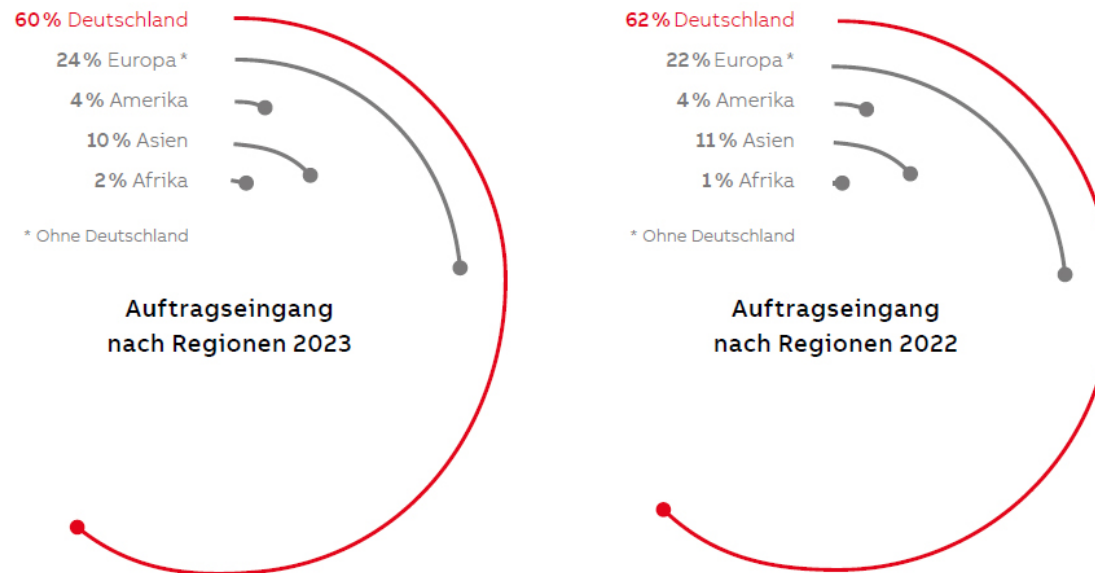 60% Deutschland
24% Europa*
4% Amerika
10% Asien
2% Afrika
* Ohne Deutschland
Auftragseingang
nach Regionen 2023
62% Deutschland
22% Europa*
4% Amerika
11% Asien
1% Afrika
* Ohne Deutschland
Auftragseingang
nach Regionen 2022